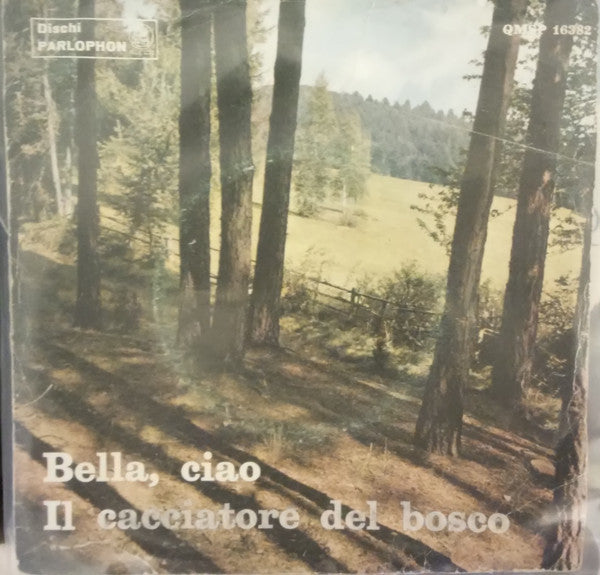 Dischi
PARLOPHON
QMSP 16382
Bella, ciao
Il cacciatore del bosco